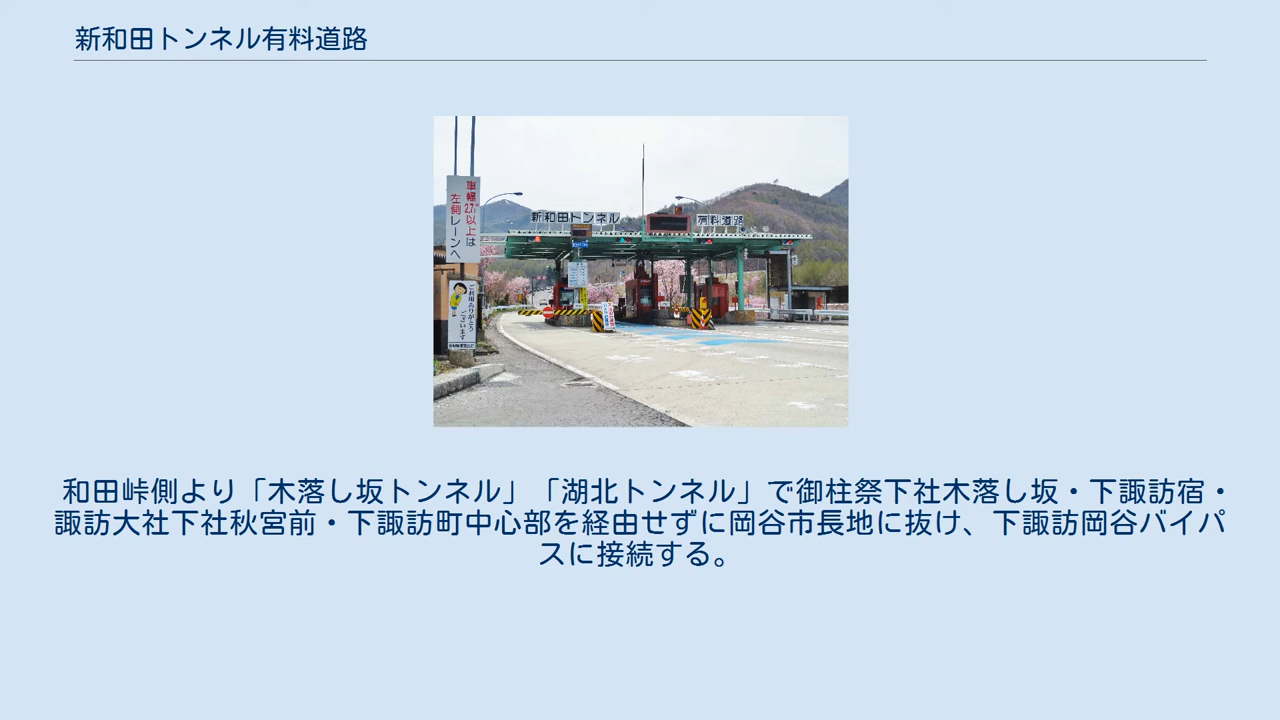 新和田トンネル有料道路
車幅2.7m以上は
左側レーンへ
新和田トンネル
有料道路
ご利用ありがとう
ございます
和田峠側より「木落し坂トンネル」「湖北トンネル」で御柱祭下社木落し坂・下諏訪宿・
諏訪大社下社秋宮前・下諏訪町中心部を経由せずに岡谷市長地に抜け、下諏訪岡谷バイパ
スに接続する。